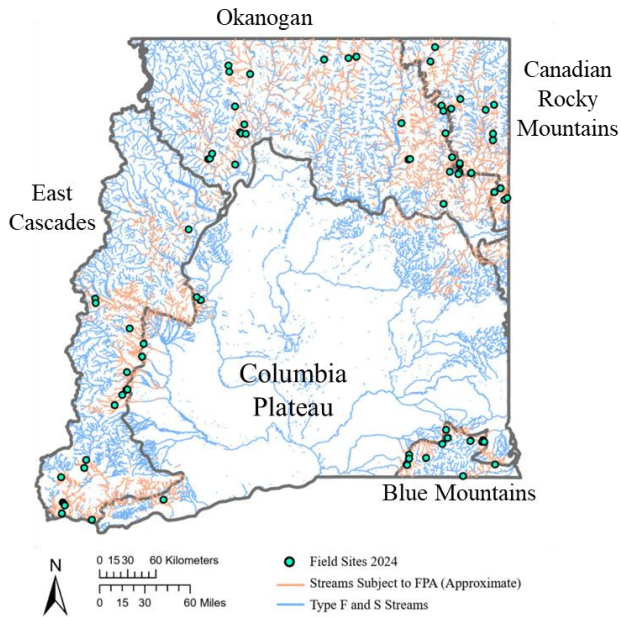 Okanogan
Canadian
Rocky
Mountains
East
Cascades
Columbia
Plateau
Blue Mountains
N
0 15 30 60 Kilometers
0 15 30 60 Miles
Field Sites 2024
Streams Subject to FPA (Approximate)
Type F and S Streams